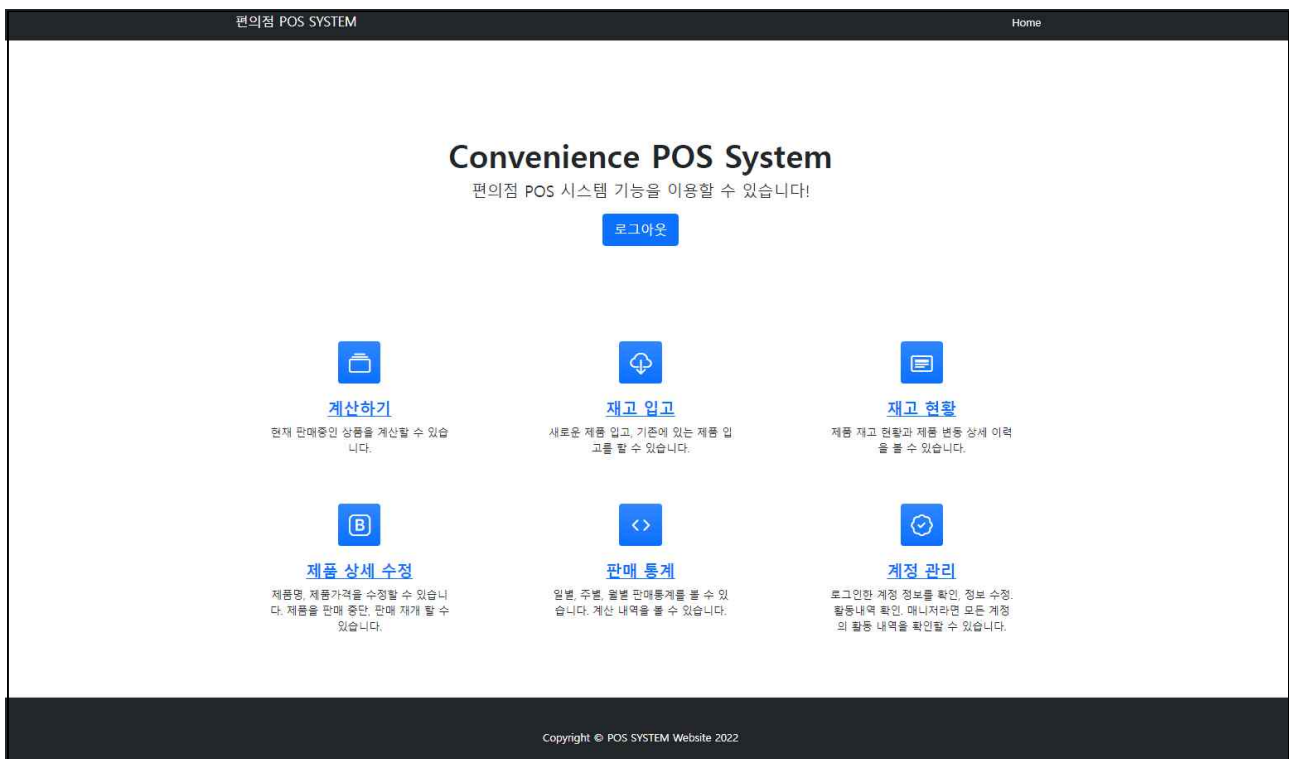 편의점 POS SYSTEM
Home
Convenience POS System
편의점 POS 시스템 기능을 이용할 수 있습니다!
로그아웃
계산하기
현재 판매중인 상품을 계산할 수 있습
니다.
재고 입고
새로운 제품 입고, 기존에 있는 제품 입
고를 할 수 있습니다.
재고 현황
제품 재고 현황과 제품 변동 상세 이력
을 볼 수 있습니다.
B
제품 상세 수정
제품명, 제품가격을 수정할 수 있습니
다. 제품을 판매 중단, 판매 재개 할 수
있습니다.
판매 통계
일별, 주별, 월별 판매통계를 볼 수 있
습니다. 계산 내역을 볼 수 있습니다.
계정 관리
로그인한 계정 정보를 확인, 정보 수정.
활동내역 확인. 매니저라면 모든 계정
의 활동 내역을 확인할 수 있습니다.
Copyright © POS SYSTEM Website 2022